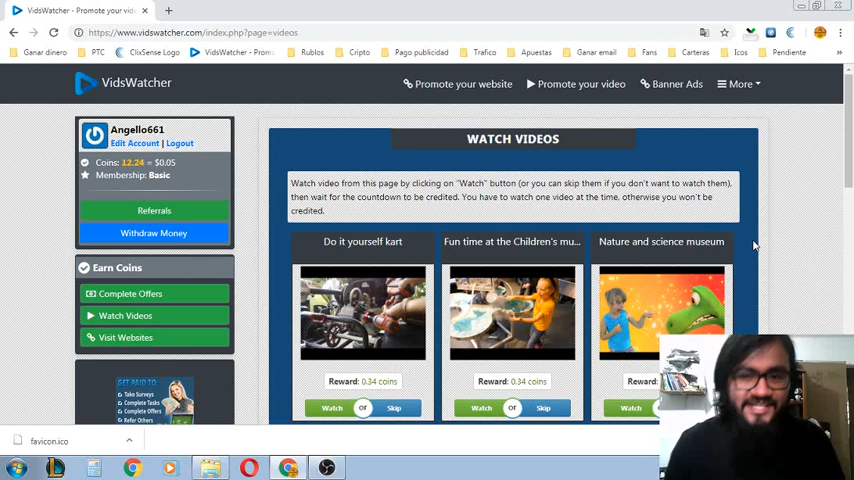 VidsWatcher - Promote your vide
https://www.vidswatcher.com/index.php?page=videos
Ganar dinero PTC ClixSense Logo VidsWatcher - Promo Rublos Cripto Pago publicidad Trafico Apuestas Ganar email Fans Carteras Icos Pendiente
VidsWatcher Promote your website Promote your video Banner Ads More
Angello661
Edit Account | Logout
Coins: 12.24 = $0.05
Membership: Basic
Referrals
Withdraw Money
Earn Coins
Complete Offers
Watch Videos
Visit Websites
GET PAID TO:
Take Surveys
Complete Tasks
Complete Offers
Refer Others
WATCH VIDEOS
Watch video from this page by clicking on "Watch" button (or you can skip them if you don't want to watch them),
then wait for the countdown to be credited. You have to watch one video at the time, otherwise you won't be
credited.
Do it yourself kart Fun time at the Children's mu... Nature and science museum
Reward: 0.34 coins Reward: 0.34 coins Reward: 0.34
Watch or Skip Watch or Skip Watch
favicon.ico